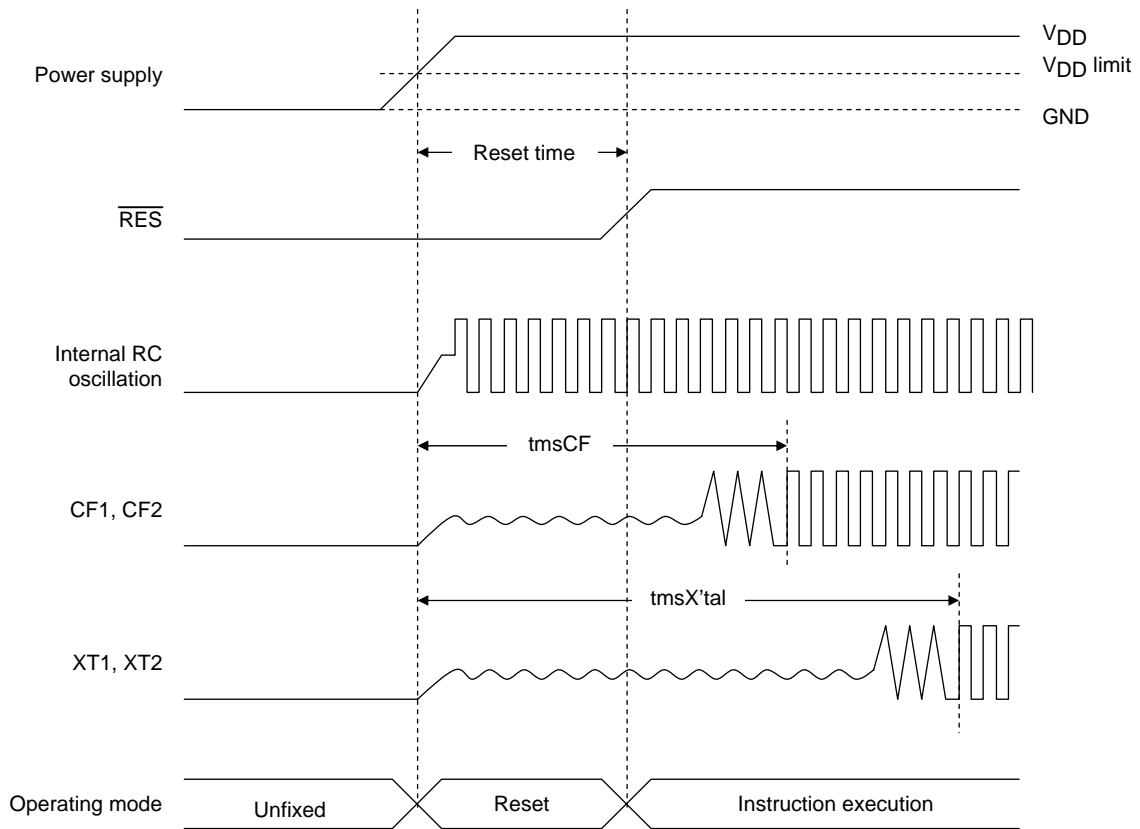 VDD
Power supply
VDD limit
GND
Reset time
RES
Internal RC
oscillation
tmsCF
CF1, CF2
tmsX'tal
XT1, XT2
Operating mode
Unfixed
Reset
Instruction execution